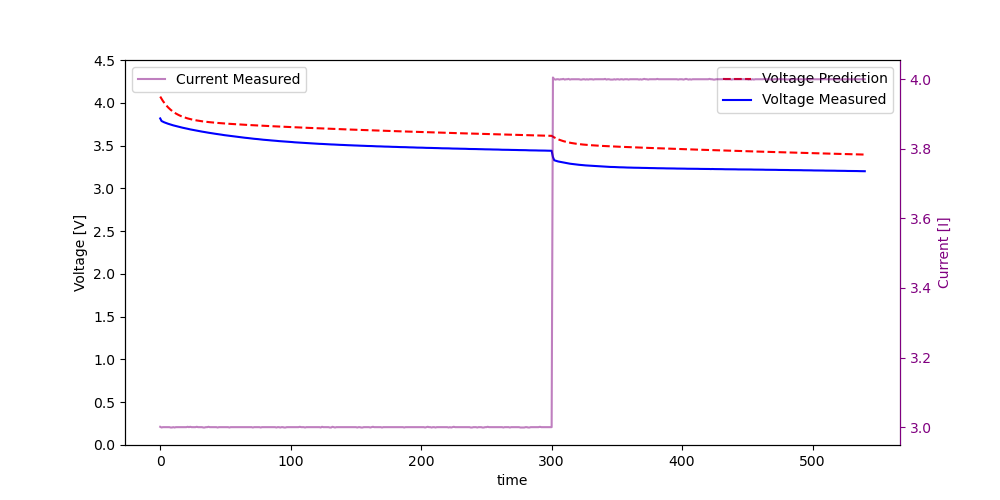 Current Measured
Voltage Prediction
Voltage Measured
4.5
4.0
3.5
3.0
2.5
2.0
1.5
1.0
0.5
0.0
Voltage [V]
4.0
3.8
3.6
3.4
3.2
3.0
Current [I]
0 100 200 300 400 500
time